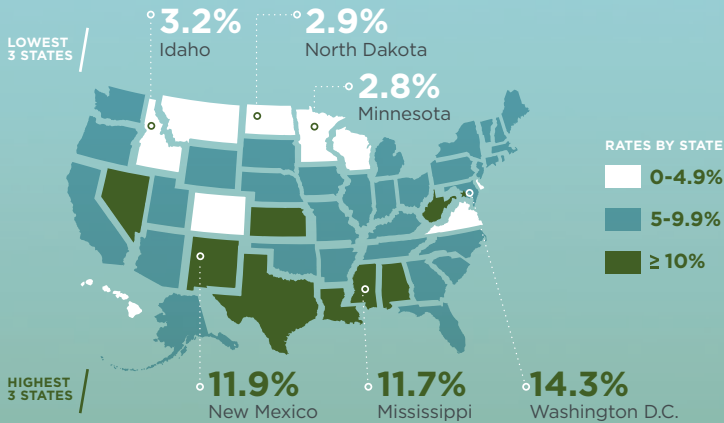 LOWEST
3 STATES
3.2%
Idaho
2.9%
North Dakota
2.8%
Minnesota
RATES BY STATE
0-4.9%
5-9.9%
≥ 10%
HIGHEST
3 STATES
11.9%
New Mexico
11.7%
Mississippi
14.3%
Washington D.C.